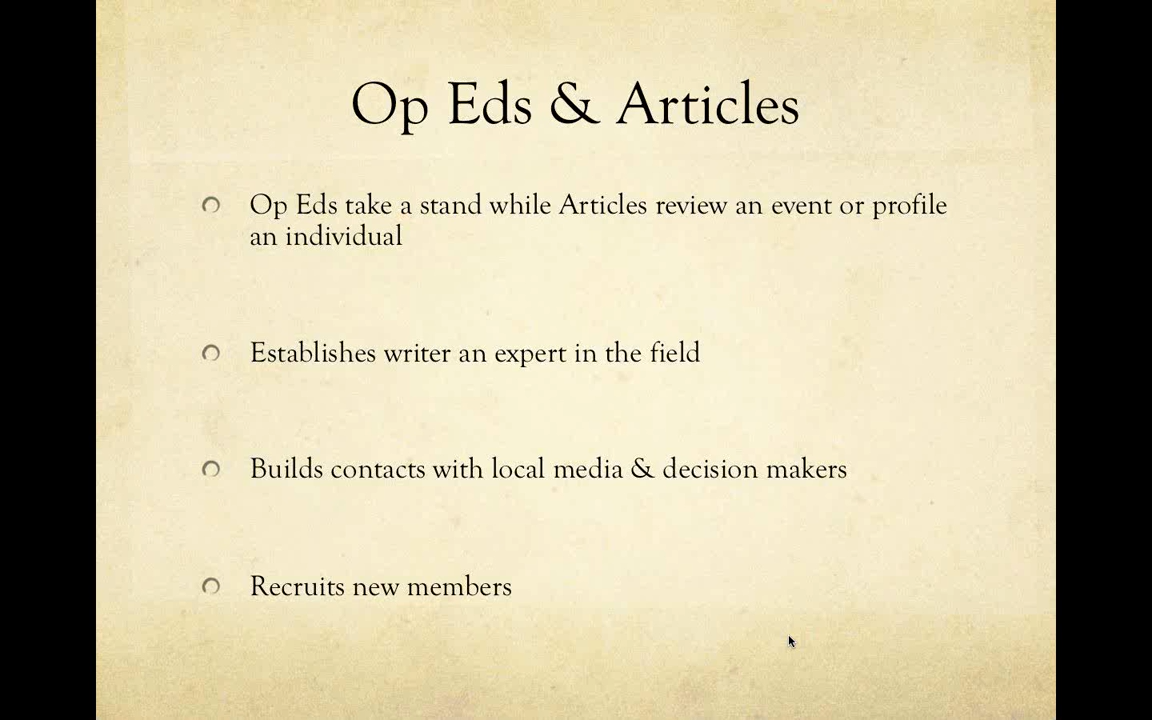 Op Eds & Articles
Op Eds take a stand while Articles review an event or profile
an individual
Establishes writer an expert in the field
Builds contacts with local media & decision makers
Recruits new members